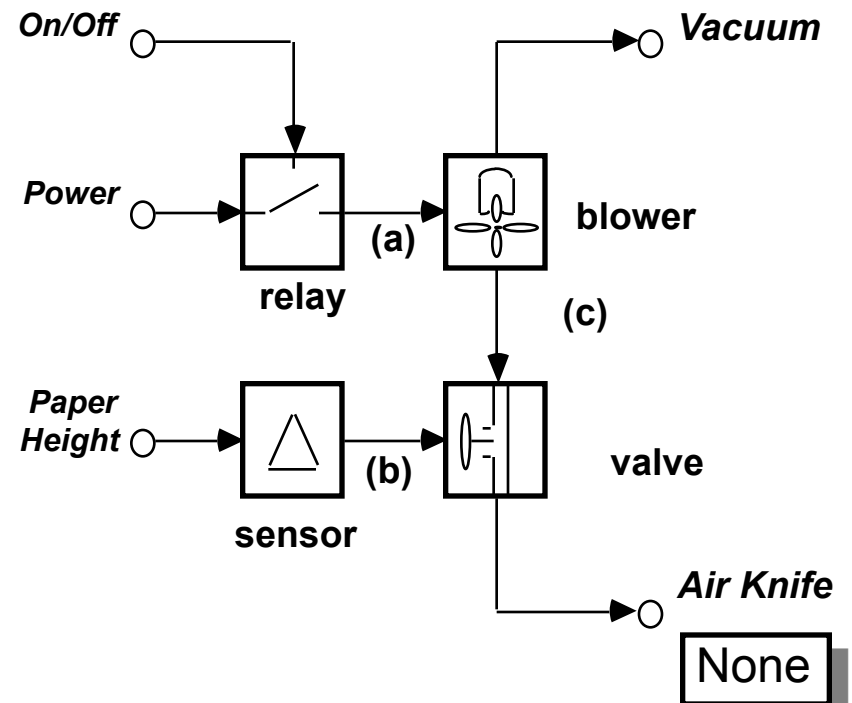 On/Off
Vacuum
Power
(a)
blower
relay
(c)
Paper
Height
(b)
valve
sensor
Air Knife
None